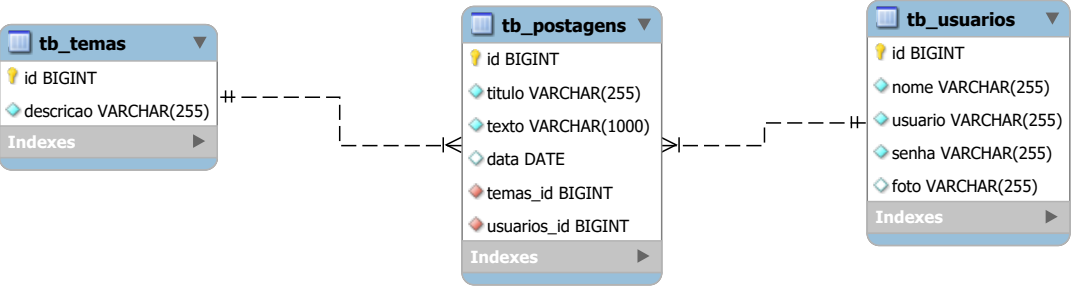 tb_temas
id BIGINT
descricao VARCHAR(255)
Indexes
tb_postagens
id BIGINT
titulo VARCHAR(255)
texto VARCHAR(1000)
data DATE
temas_id BIGINT
usuarios_id BIGINT
Indexes
tb_usuarios
id BIGINT
nome VARCHAR(255)
usuario VARCHAR(255)
senha VARCHAR(255)
foto VARCHAR(255)
Indexes